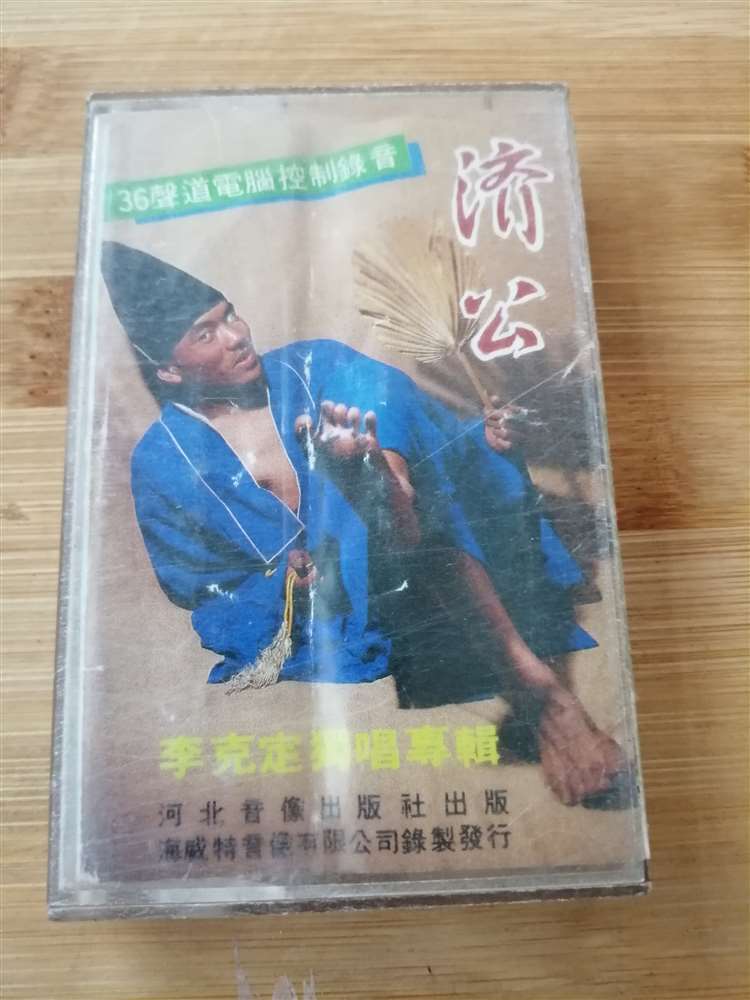 36聲道電腦控制錄音
濟公
李克定獨唱專輯
河北音像出版社出版
海威特音像有限公司錄製發行